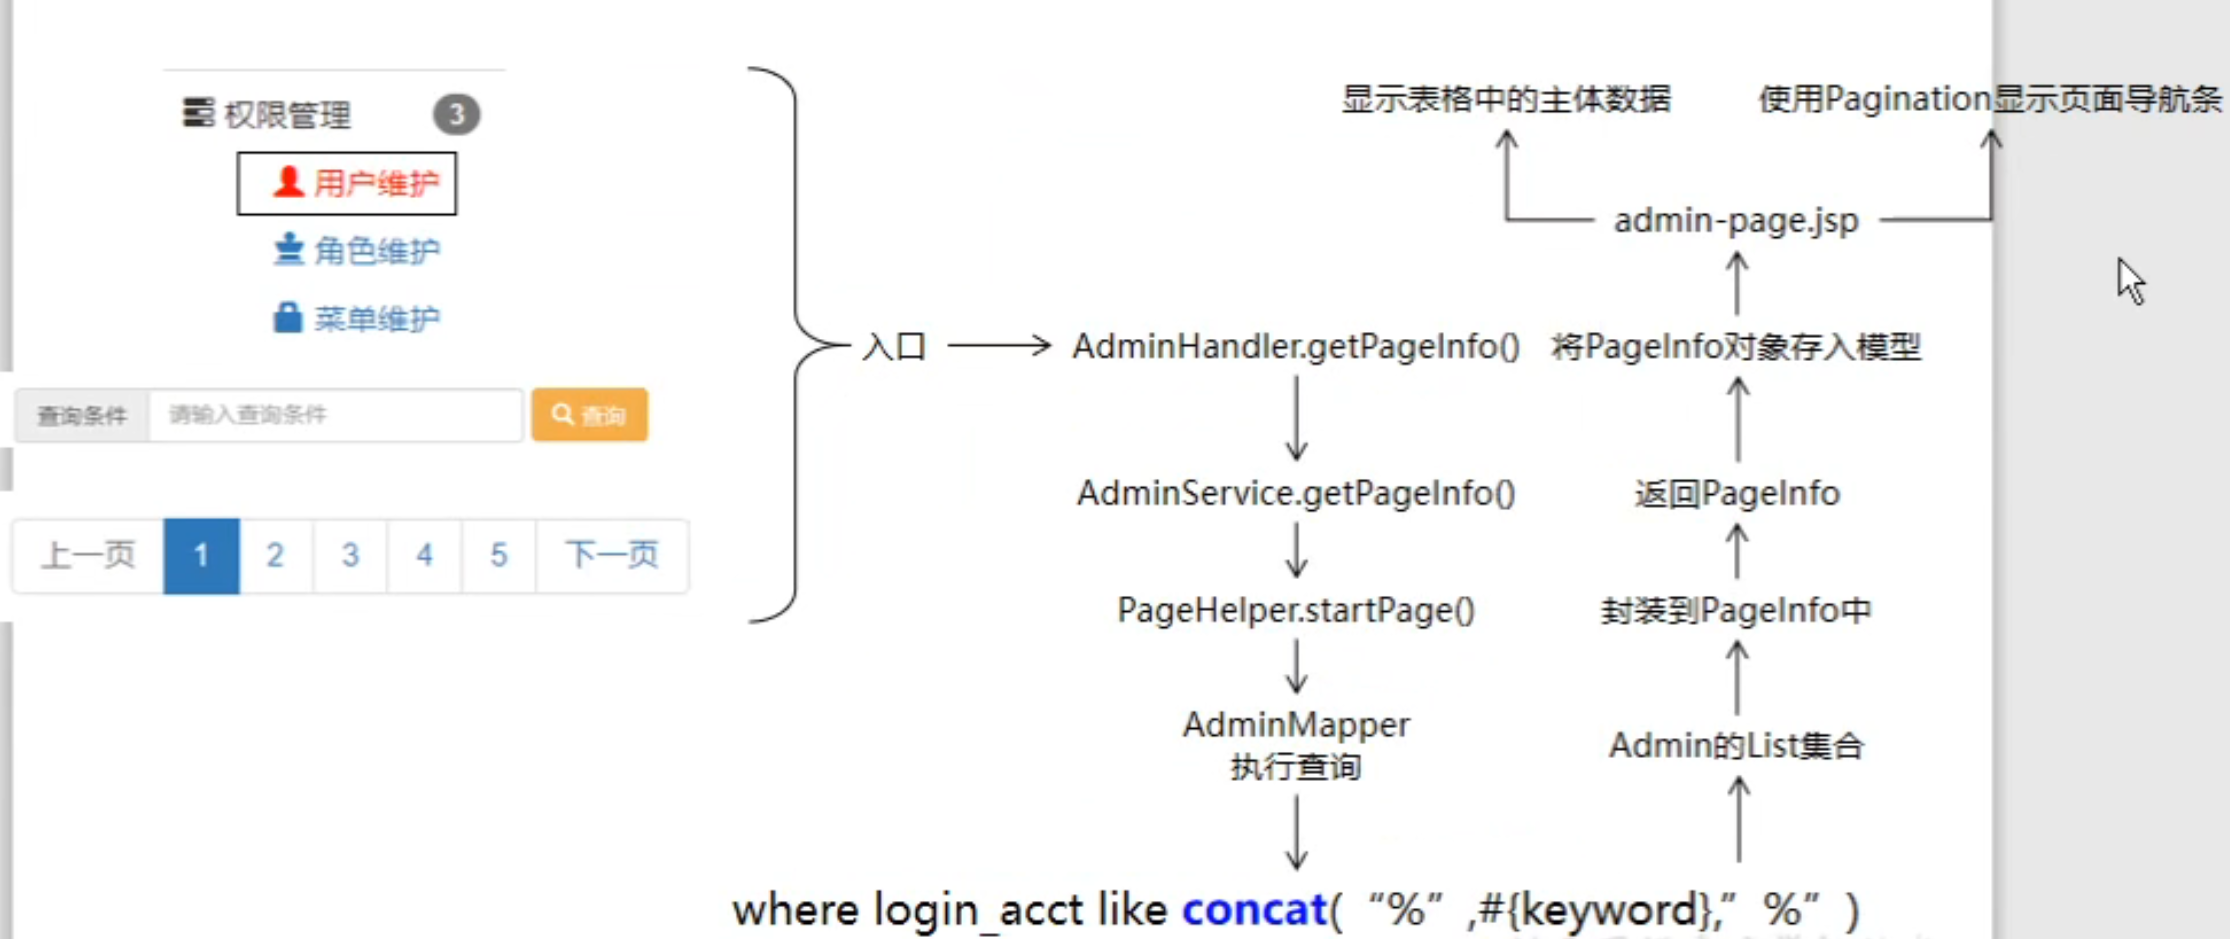 权限管理 3
用户维护
角色维护
菜单维护
查询条件 请输入查询条件 查询
上一页 1 2 3 4 5 下一页
入口
AdminHandler.getPageInfo()
AdminService.getPageInfo()
PageHelper.startPage()
AdminMapper
执行查询
where login_acct like concat( “%” ,#{keyword},” %” )
Admin的List集合
封装到PageInfo中
返回PageInfo
将PageInfo对象存入模型
admin-page.jsp
显示表格中的主体数据
使用Pagination显示页面导航条